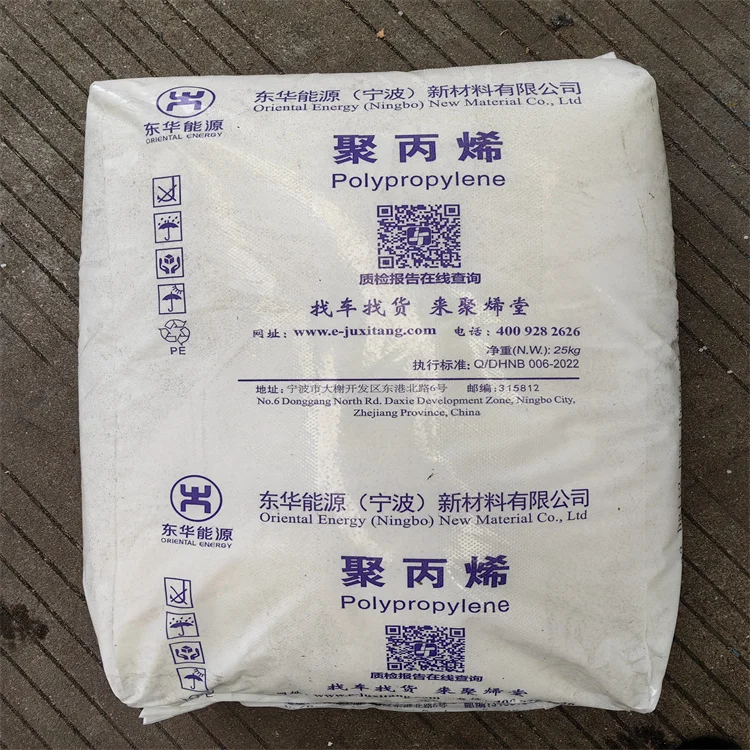 东华能源（宁波）新材料有限公司
Oriental Energy (Ningbo) New Material Co., Ltd
东华能源
ORIENTAL ENERGY
聚丙烯
Polypropylene
质检报告在线查询
找车找货 来聚烯堂
网址：www.e-juxitang.com 电话：400 928 2626
净重(N.W.): 25kg
执行标准: Q/DHNB 006-2022
PE
地址：宁波市大榭开发区东港北路6号 邮编:315812
No.6 Donggang North Rd. Daxie Development Zone, Ningbo City,
Zhejiang Province, China
东华能源（宁波）新材料有限公司
Oriental Energy (Ningbo) New Material Co., Ltd
东华能源
ORIENTAL ENERGY
聚丙烯
Polypropylene
质检报告在线查询
找车找货 来聚烯堂
www.e-juxitang.com